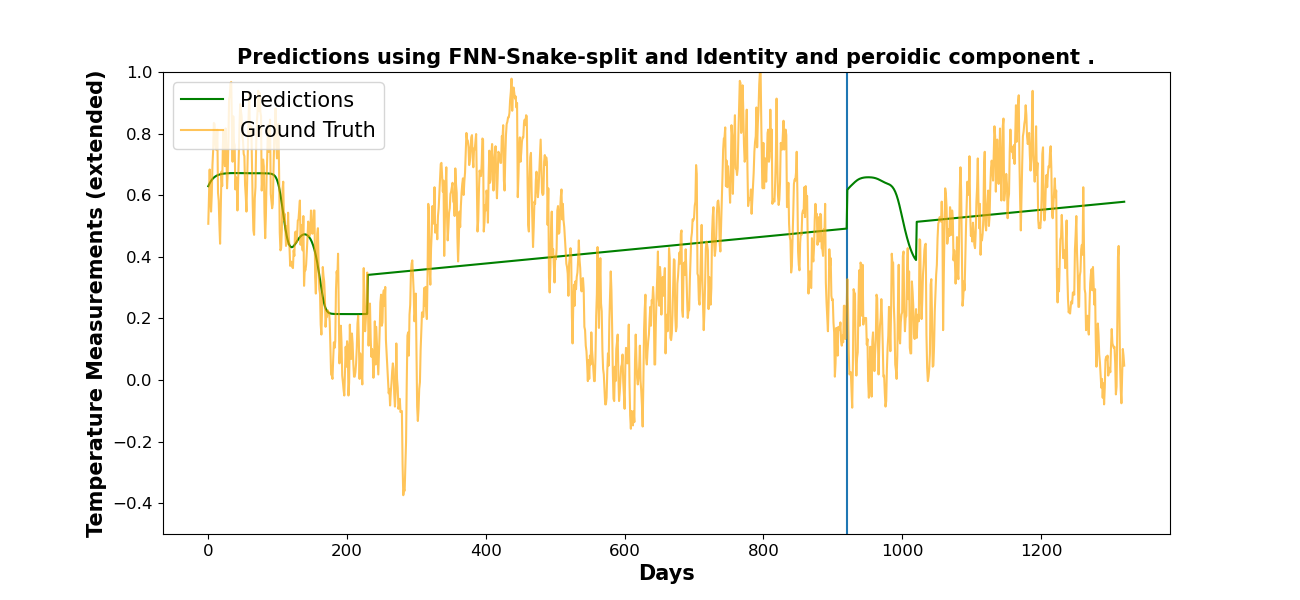 Predictions using FNN-Snake-split and Identity and peroidic component .
Predictions
Ground Truth
Temperature Measurements (extended)
1.0
0.8
0.6
0.4
0.2
0.0
−0.2
−0.4
0 200 400 600 800 1000 1200
Days